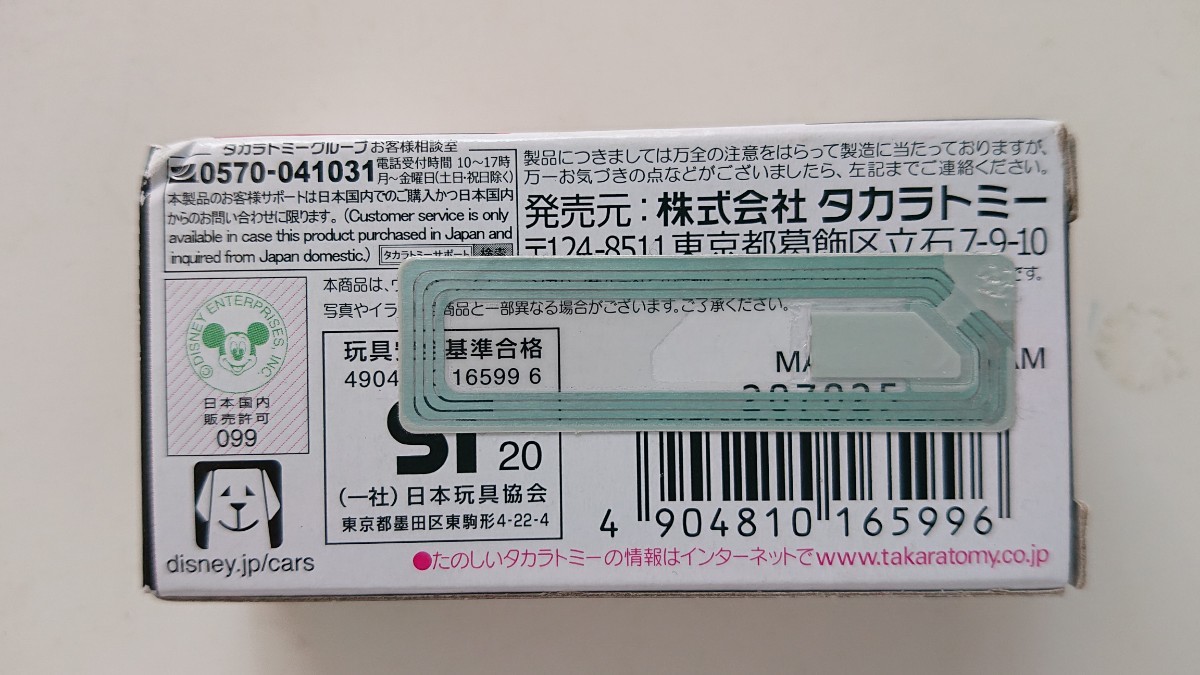 タカラトミーグループ お客様相談室
0570-041031
電話受付時間 10～17時
月～金曜日(土・日・祝日除く)
本製品のお客様サポートは日本国内でのご購入かつ日本国内
からのお問い合わせに限ります。(Customer service is only
available in case this product purchased in Japan and
inquired from Japan domestic.) タカラトミーサポート 検索
製品につきましては万全の注意をはらって製造に当たっておりますが、
万一お気づきの点などがございましたら、左記までご連絡ください。
発売元：株式会社 タカラトミー
〒124-8511 東京都葛飾区立石7-9-10
本商品は、 です。
写真やイラ 商品と一部異なる場合がございます。ご了承ください。
©DISNEY ENTERPRISES, INC.
日本国内
販売許可
099
disney.jp/cars
玩具 基準合格
4904 16599 6
ST 20
(一社)日本玩具協会
東京都墨田区東駒形4-22-4
MA AM
4 904810 165996
●たのしいタカラトミーの情報はインターネットで www.takaratomy.co.jp